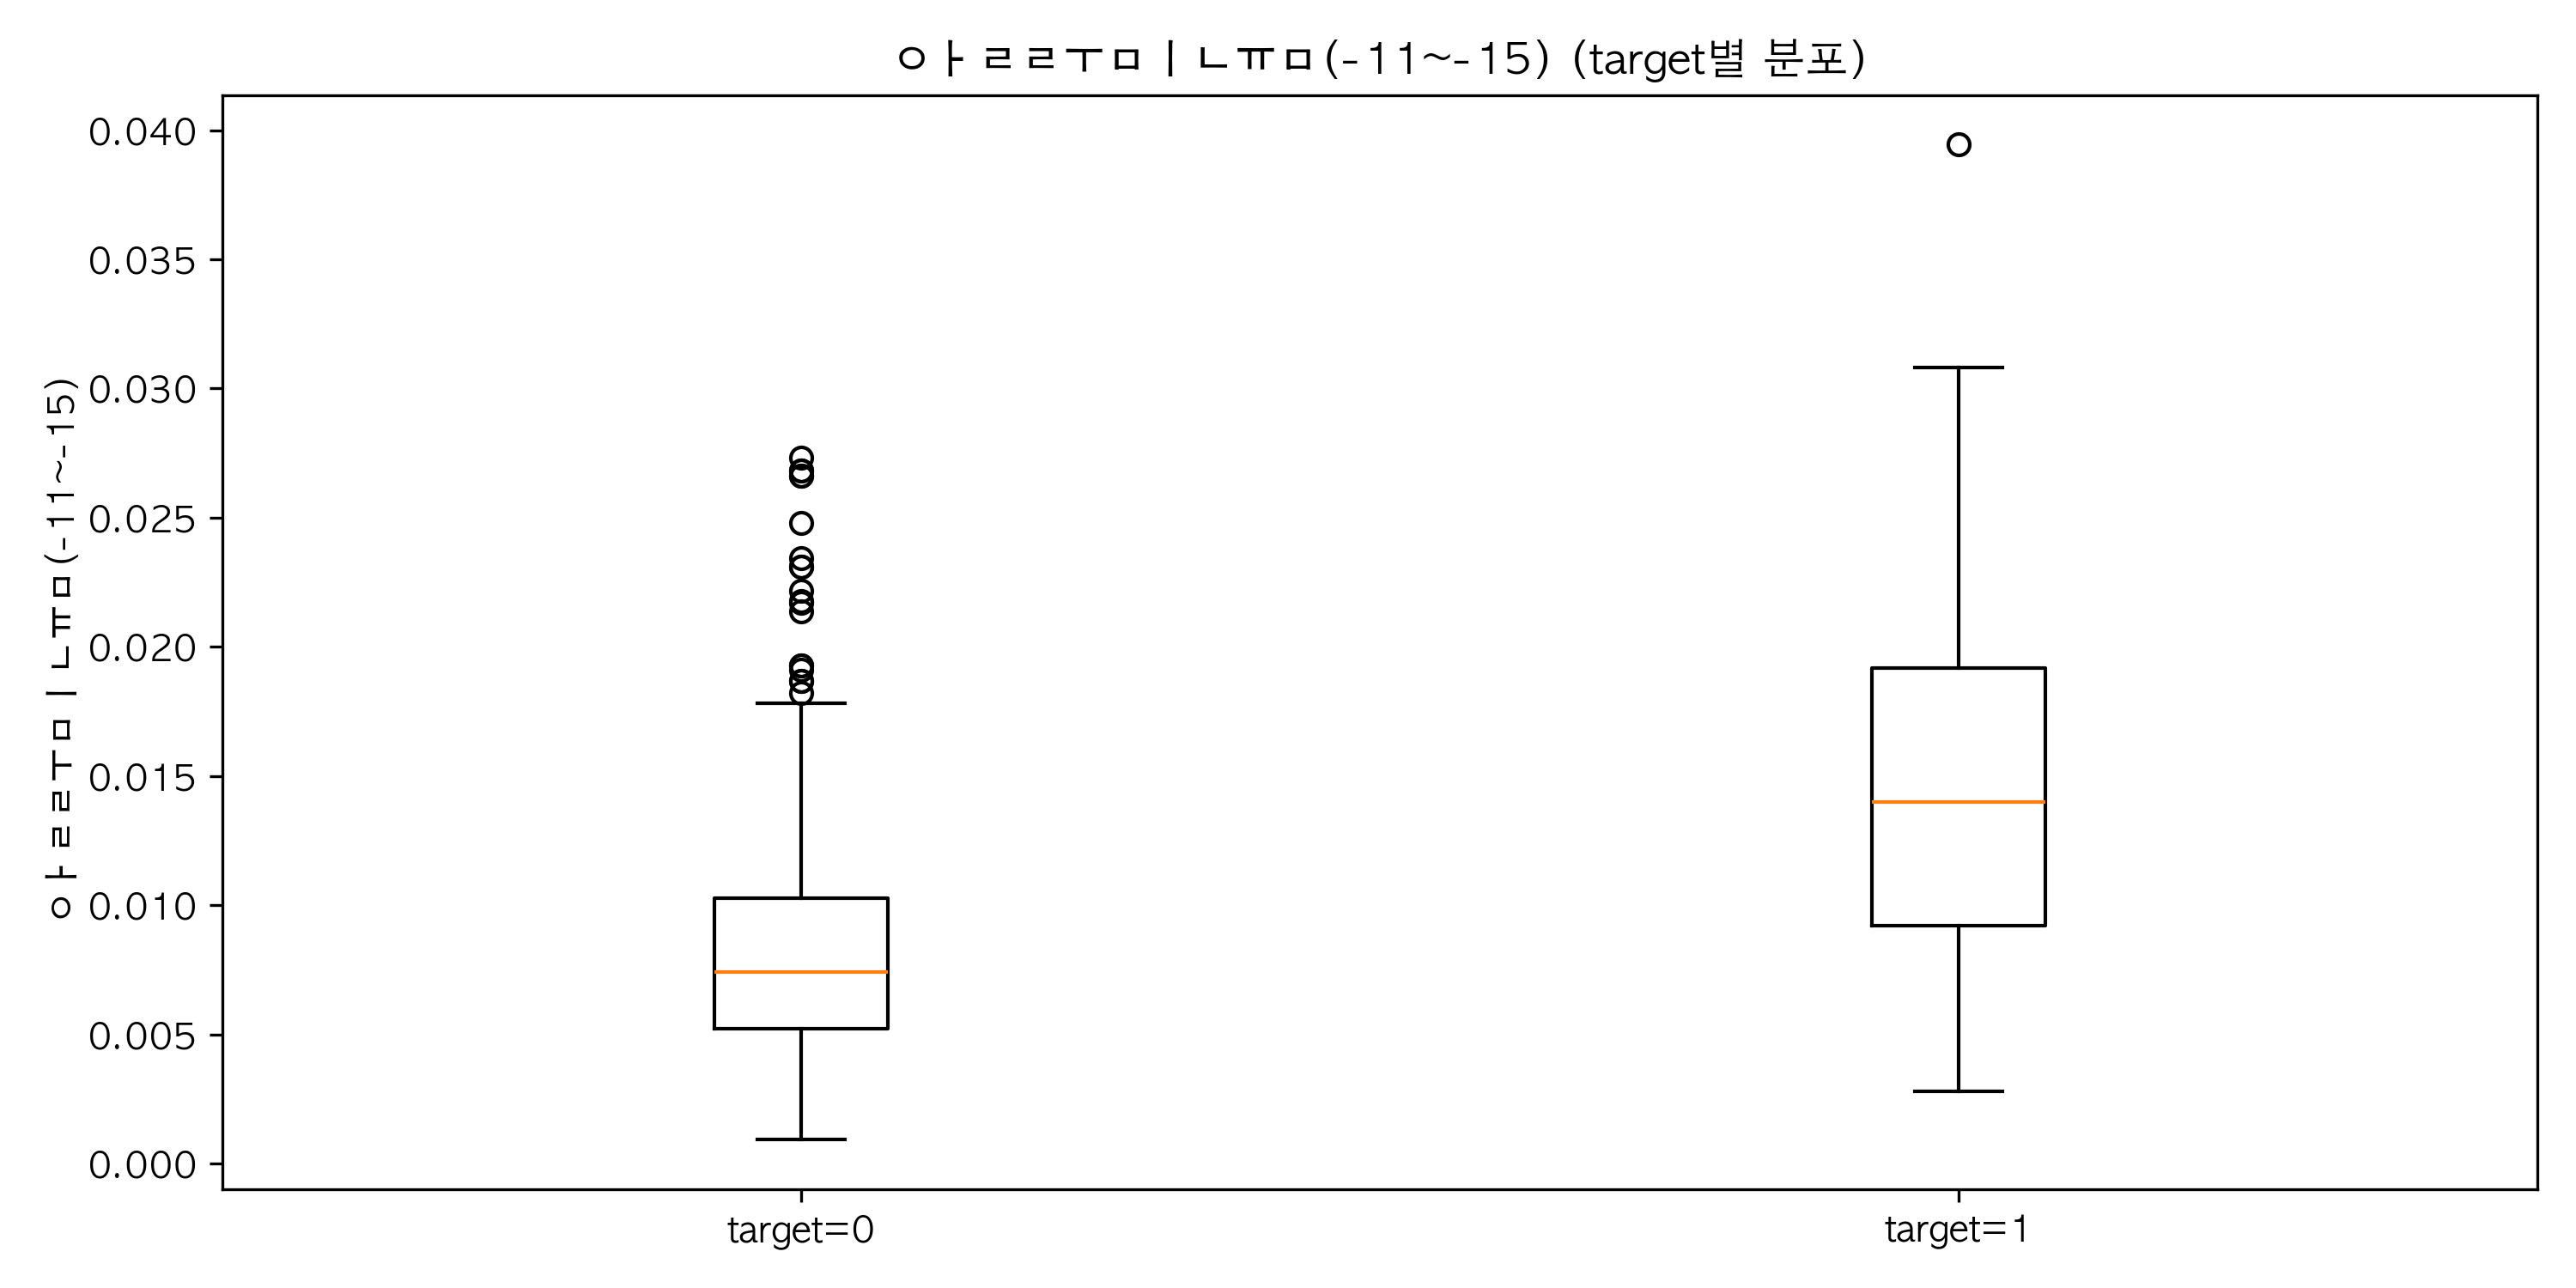 ㅇㅏㄹㄹㅜㅁㅣㄴㅠㅁ(-11~-15) (target별 분포)
ㅇㅏㄹㄹㅜㅁㅣㄴㅠㅁ(-11~-15)
0.040
0.035
0.030
0.025
0.020
0.015
0.010
0.005
0.000
target=0
target=1